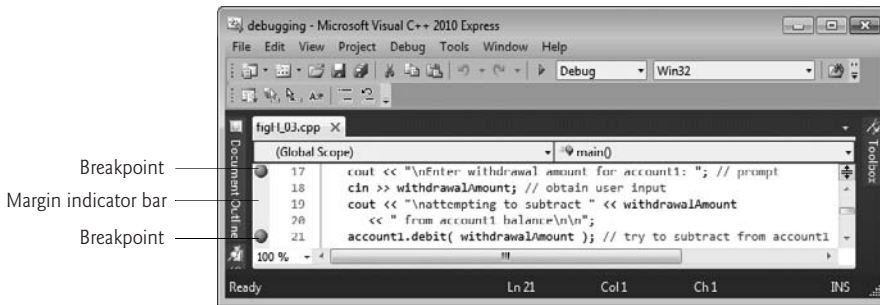 debugging - Microsoft Visual C++ 2010 Express
File Edit View Project Debug Tools Window Help
Debug Win32
figH_03.cpp X
(Global Scope) main()
Breakpoint 17 cout << "\nEnter withdrawal amount for account1: "; // prompt
18 cin >> withdrawalAmount; // obtain user input
Margin indicator bar 19 cout << "\nattempting to subtract " << withdrawalAmount
20 << " from account1 balance\n\n";
Breakpoint 21 account1.debit( withdrawalAmount ); // try to subtract from account1
100 %
Ready Ln 21 Col 1 Ch 1 INS
Document Outline
Toolbox